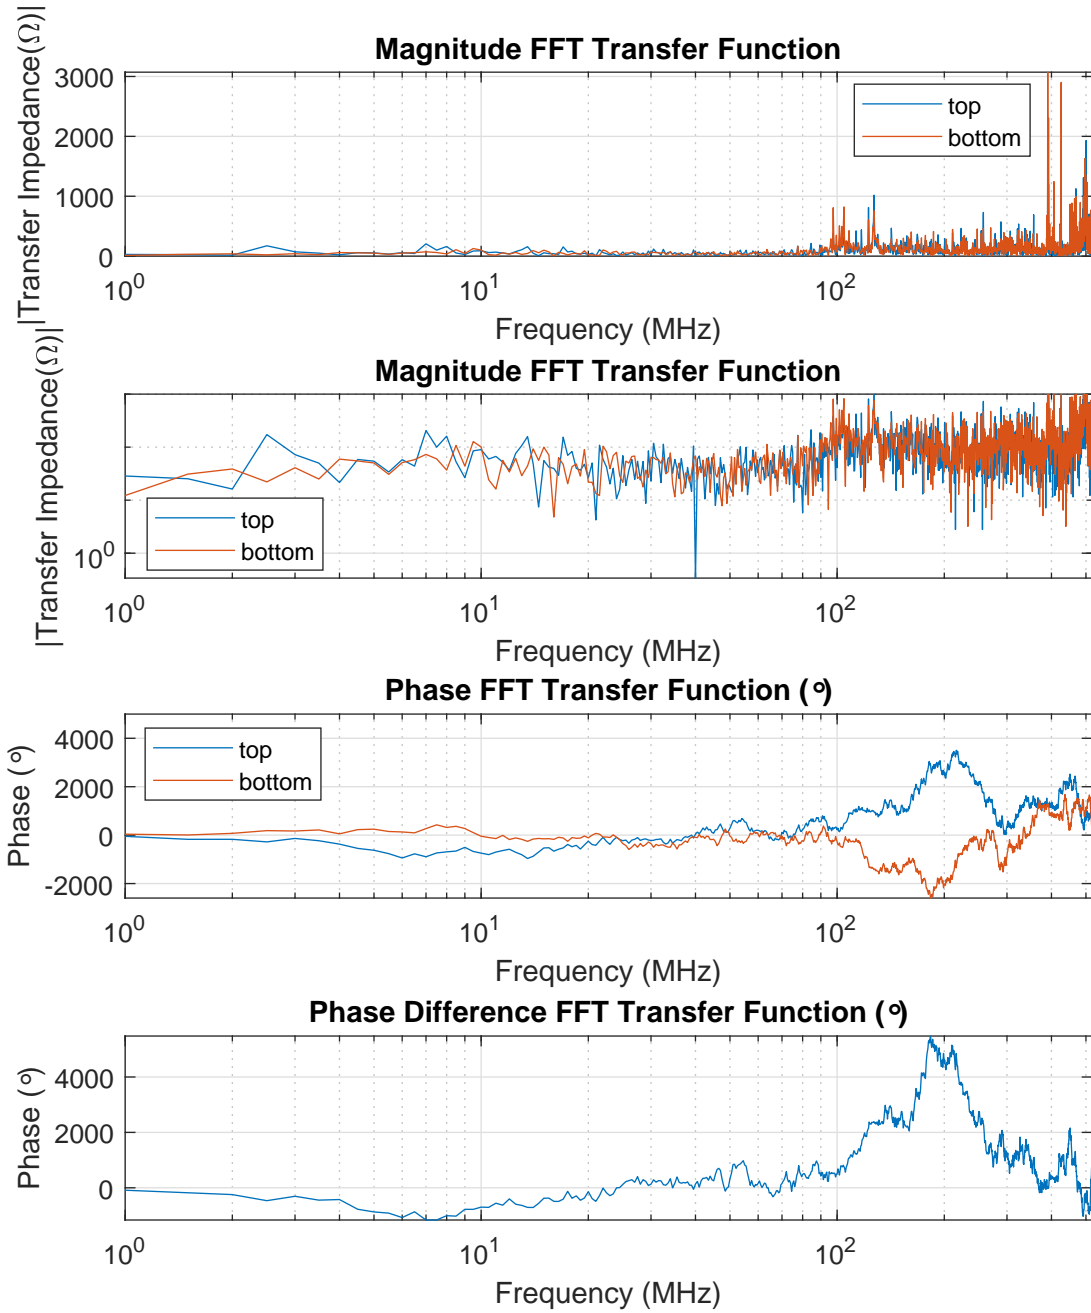 Magnitude FFT Transfer Function
|Transfer Impedance(Ω)|
3000
2000
1000
0
top
bottom
10^0
10^1
10^2
Frequency (MHz)
Magnitude FFT Transfer Function
|Transfer Impedance(Ω)|
10^0
top
bottom
10^0
10^1
10^2
Frequency (MHz)
Phase FFT Transfer Function (°)
Phase (°)
4000
2000
0
-2000
top
bottom
10^0
10^1
10^2
Frequency (MHz)
Phase Difference FFT Transfer Function (°)
Phase (°)
4000
2000
0
10^0
10^1
10^2
Frequency (MHz)